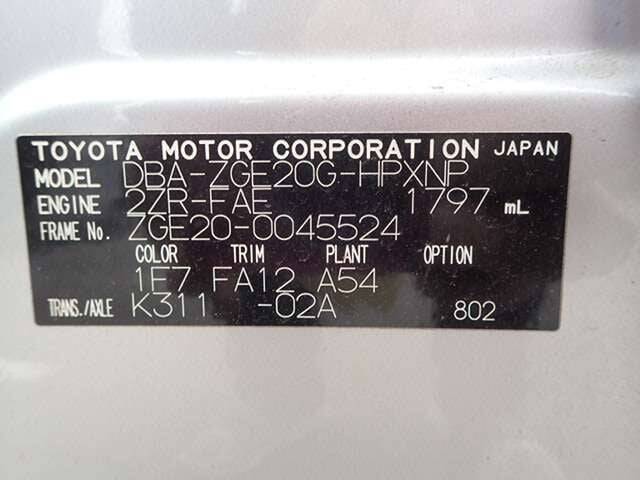 TOYOTA MOTOR CORPORATION JAPAN
MODEL DBA-ZGE20G-HPXNP
ENGINE 2ZR-FAE 1797 mL
FRAME No. ZGE20-0045524
COLOR TRIM PLANT OPTION
1F7 FA12 A54
TRANS./AXLE K311 -02A 802